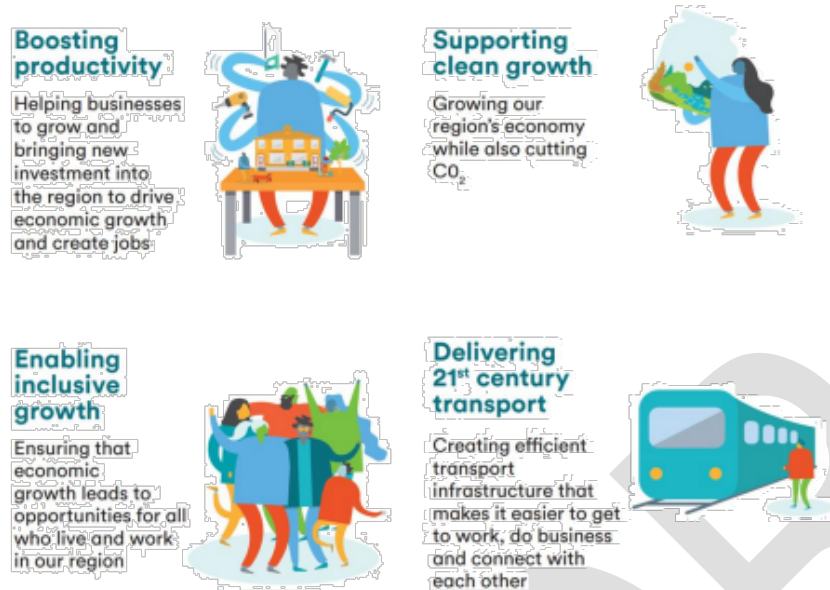 Boosting
productivity
Helping businesses
to grow and
bringing new
investment into
the region to drive
economic growth
and create jobs
Supporting
clean growth
Growing our
region's economy
while also cutting
C0₂
Enabling
inclusive
growth
Ensuring that
economic
growth leads to
opportunities for all
who live and work
in our region
Delivering
21st century
transport
Creating efficient
transport
infrastructure that
makes it easier to get
to work, do business
and connect with
each other